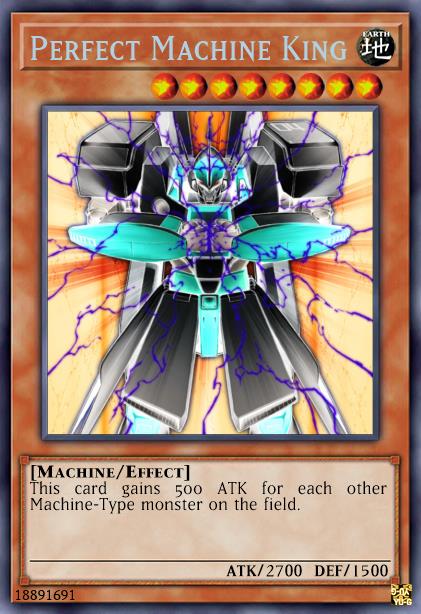 PERFECT MACHINE KING
EARTH
地
[MACHINE/EFFECT]
This card gains 500 ATK for each other
Machine-Type monster on the field.
ATK/2700 DEF/1500
18891691